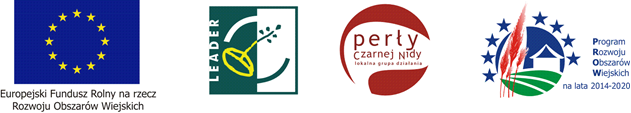 Europejski Fundusz Rolny na rzecz
Rozwoju Obszarów Wiejskich
LEADER
perły
Czarnej Nidy
lokalna grupa działania
Program
Rozwoju
Obszarów
Wiejskich
na lata 2014-2020